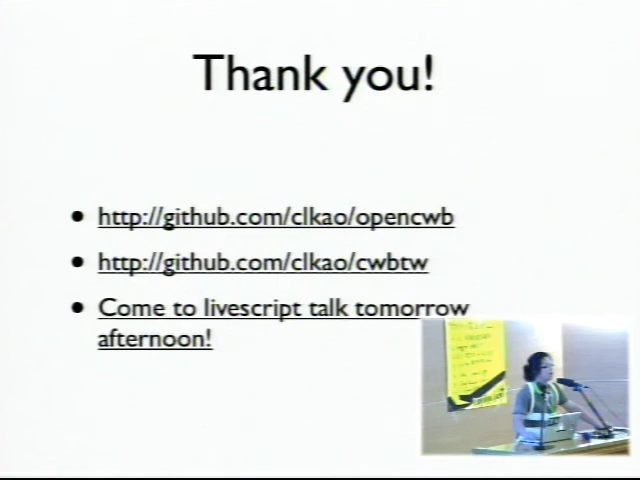 Thank you!
http://github.com/clkao/opencwb
http://github.com/clkao/cwbtw
Come to livescript talk tomorrow
afternoon!